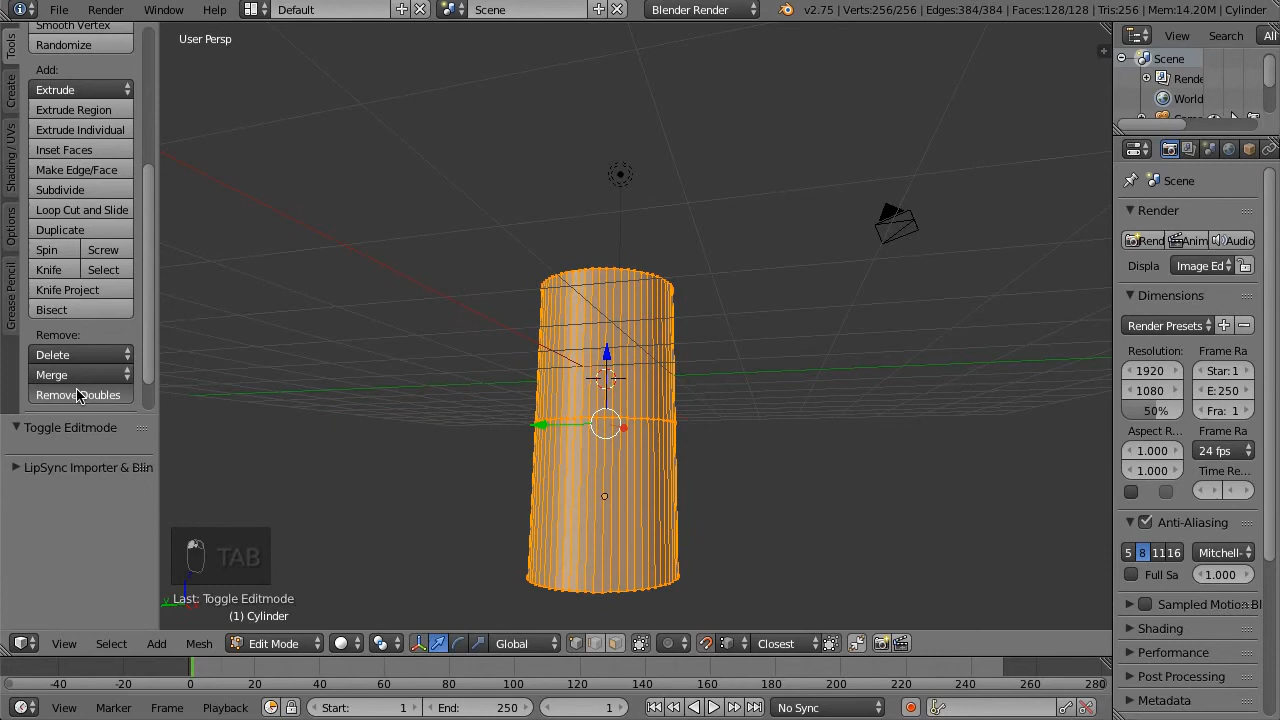 File Render Window Help Default Scene Blender Render v2.75 | Verts:256/256 | Edges:384/384 | Faces:128/128 | Tris:256 | Mem:14.20M | Cylinder
Tools
Create
Shading / UVs
Options
Grease Pencil
Smooth Vertex
Randomize
Add:
Extrude
Extrude Region
Extrude Individual
Inset Faces
Make Edge/Face
Subdivide
Loop Cut and Slide
Duplicate
Spin Screw
Knife Select
Knife Project
Bisect
Remove:
Delete
Merge
Remove Doubles
Toggle Editmode
LipSync Importer & Blin
User Persp
TAB
Last: Toggle Editmode
(1) Cylinder
View Select Add Mesh Edit Mode Global Closest
-40 -20 0 20 40 60 80 100 120 140 160 180 200 220 240 260 280
View Marker Frame Playback Start: 1 End: 250 1 No Sync
View Search All
Scene
Rende
World
Scene
Render
Rend Anim Audio
Displa Image Ed
Dimensions
Render Presets
Resolution: Frame Ra
1920 Star: 1
1080 E: 250
50% Fra: 1
Aspect R... Frame Ra
1.000 24 fps
1.000 Time Re...
Anti-Aliasing
5 8 11 16 Mitchell-
Full Sa 1.000
Sampled Motion Bl
Shading
Performance
Post Processing
Metadata